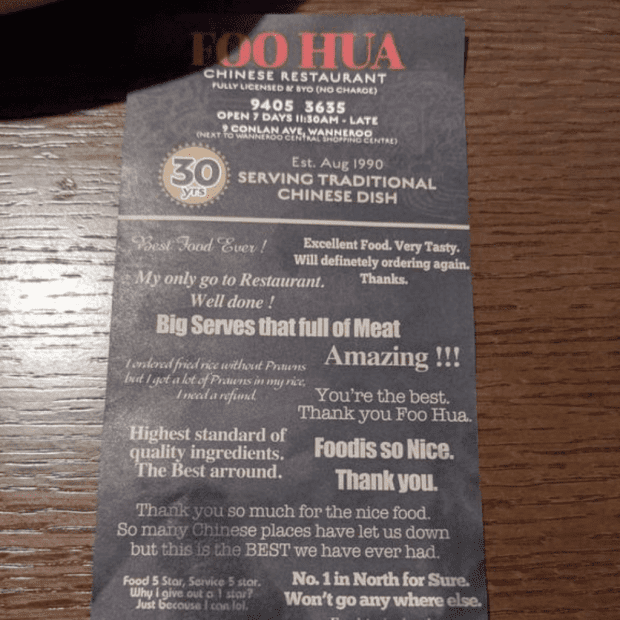 FOO HUA
CHINESE RESTAURANT
FULLY LICENSED & BYO (NO CHARGE)
9405 3635
OPEN 7 DAYS 11:30AM - LATE
9 CONLAN AVE, WANNEROO
(NEXT TO WANNEROO CENTRAL SHOPPING CENTRE)
30
yrs
Est. Aug 1990
SERVING TRADITIONAL
CHINESE DISH
Best Food Ever !
Excellent Food. Very Tasty.
Will definetely ordering again.
Thanks.
My only go to Restaurant.
Well done !
Big Serves that full of Meat
I ordered fried rice without Prawns
but I got a lot of Prawns in my rice,
I need a refund.
Amazing !!!
You're the best.
Thank you Foo Hua.
Highest standard of
quality ingredients.
The Best arround.
Foodis so Nice.
Thank you.
Thank you so much for the nice food.
So many Chinese places have let us down
but this is the BEST we have ever had.
Food 5 Star, Service 5 star.
Why I give out a 1 star?
Just because I can lol.
No. 1 in North for Sure.
Won't go any where else.